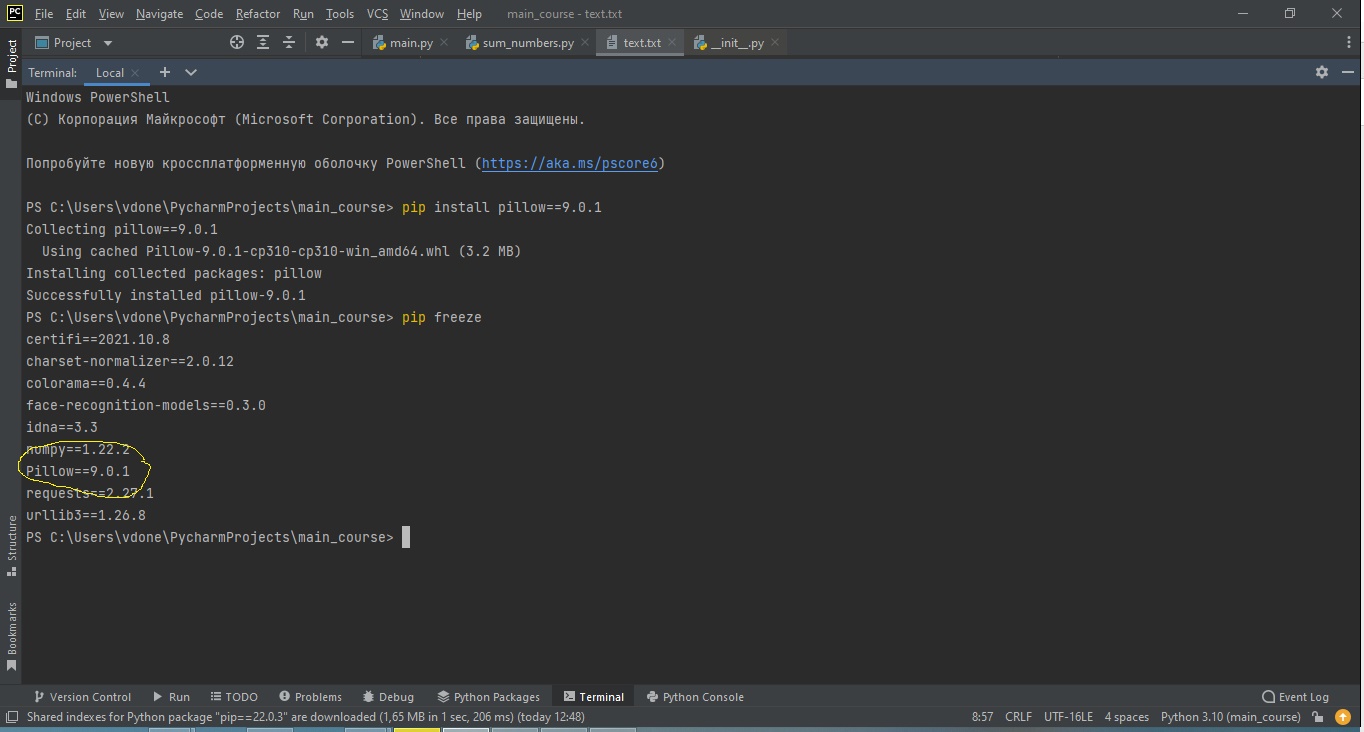 PC File Edit View Navigate Code Refactor Run Tools VCS Window Help main_course - text.txt
Project main.py sum_numbers.py text.txt __init__.py
Project
Terminal: Local
Windows PowerShell
(C) Корпорация Майкрософт (Microsoft Corporation). Все права защищены.
Попробуйте новую кроссплатформенную оболочку PowerShell (https://aka.ms/pscore6)
PS C:\Users\vdone\PycharmProjects\main_course> pip install pillow==9.0.1
Collecting pillow==9.0.1
Using cached Pillow-9.0.1-cp310-cp310-win_amd64.whl (3.2 MB)
Installing collected packages: pillow
Successfully installed pillow-9.0.1
PS C:\Users\vdone\PycharmProjects\main_course> pip freeze
certifi==2021.10.8
charset-normalizer==2.0.12
colorama==0.4.4
face-recognition-models==0.3.0
idna==3.3
numpy==1.22.2
Pillow==9.0.1
requests==2.27.1
urllib3==1.26.8
PS C:\Users\vdone\PycharmProjects\main_course>
Structure
Bookmarks
Version Control Run TODO Problems Debug Python Packages Terminal Python Console Event Log
Shared indexes for Python package "pip==22.0.3" are downloaded (1,65 MB in 1 sec, 206 ms) (today 12:48) 8:57 CRLF UTF-16LE 4 spaces Python 3.10 (main_course)